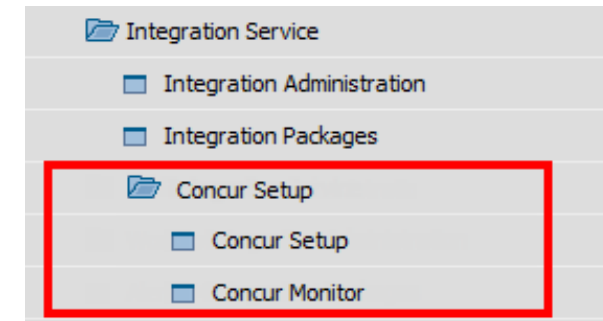 Integration Service
Integration Administration
Integration Packages
Concur Setup
Concur Setup
Concur Monitor